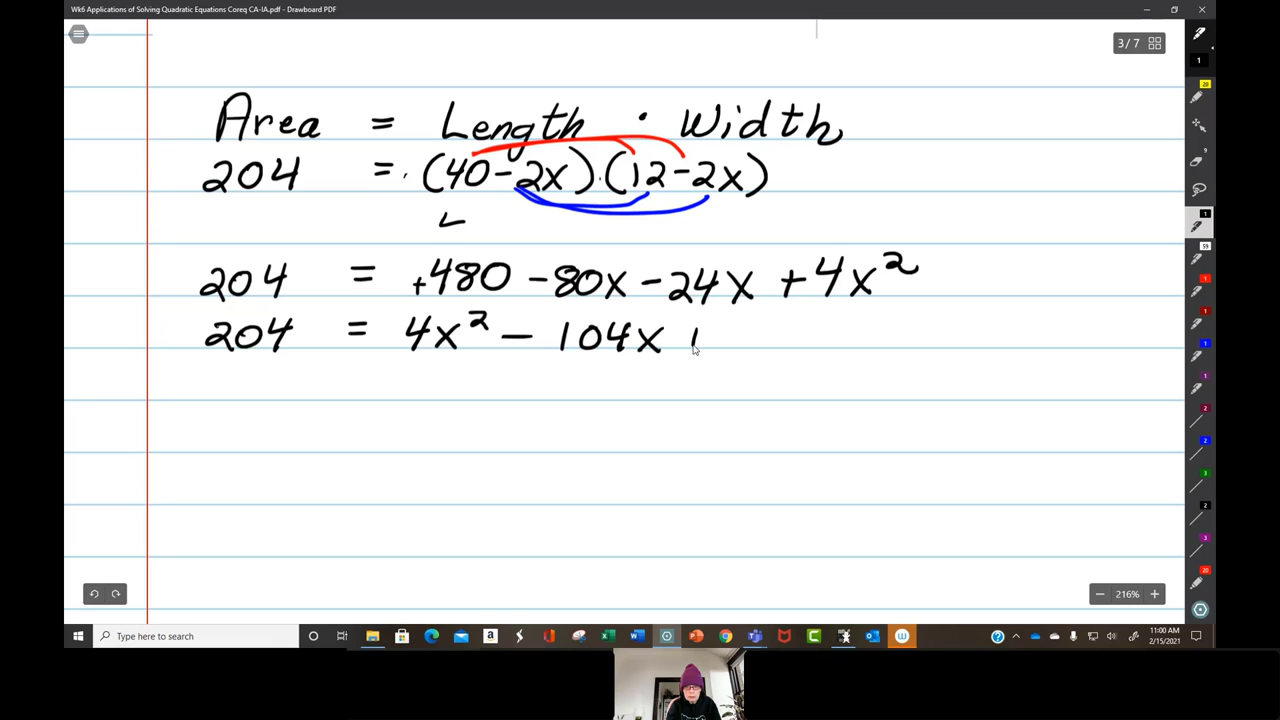 Wk6 Applications of Solving Quadratic Equations Coreq CA-IA.pdf - Drawboard PDF
3/7
Area = Length · Width
204 = (40-2x)·(12-2x)
204 = +480 -80x -24x +4x²
204 = 4x² - 104x
216%
Type here to search
11:00 AM
2/15/2021